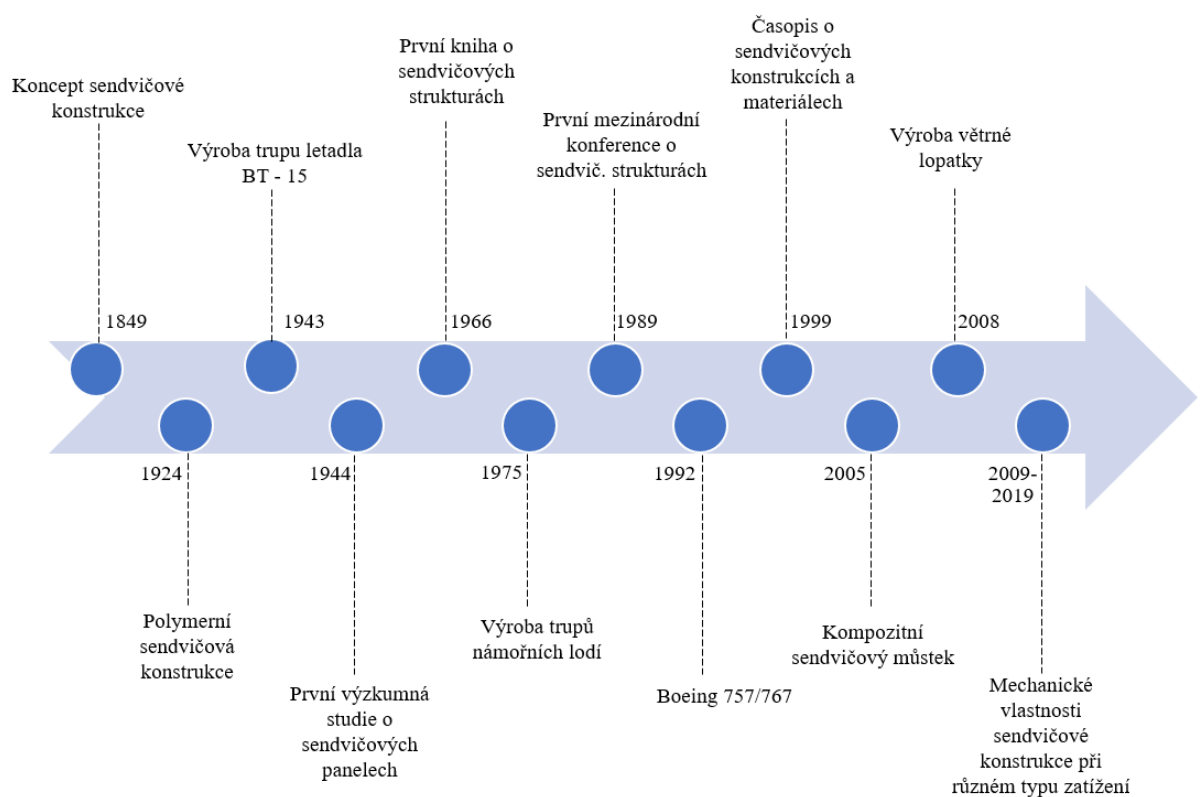 Koncept sendvičové
konstrukce
1849
Polymerní
sendvičová
konstrukce
1924
Výroba trupu letadla
BT - 15
1943
První výzkumná
studie o
sendvičových
panelech
1944
První kniha o
sendvičových
strukturách
1966
Výroba trupů
námořních lodí
1975
První mezinárodní
konference o
sendvič. strukturách
1989
Boeing 757/767
1992
Časopis o
sendvičových
konstrukcích a
materiálech
1999
Kompozitní
sendvičový můstek
2005
Výroba větrné
lopatky
2008
2009-
2019
Mechanické
vlastnosti
sendvičové
konstrukce při
různém typu zatížení